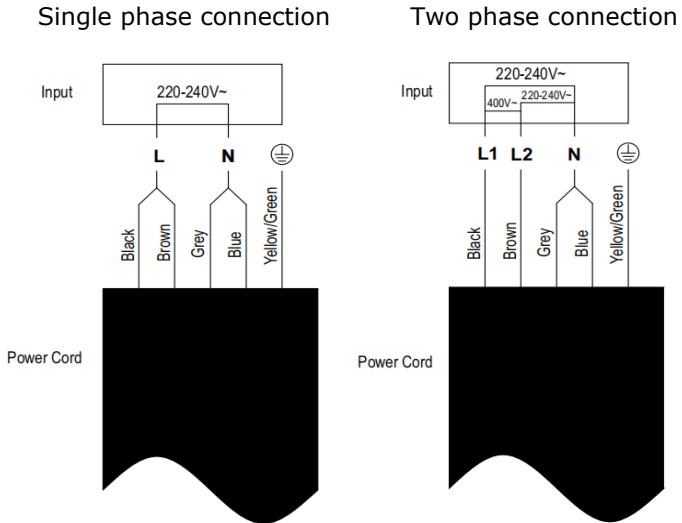 Single phase connection
Input
220-240V~
L N
Black
Brown
Grey
Blue
Yellow/Green
Power Cord
Two phase connection
Input
220-240V~
400V~ 220-240V~
L1 L2 N
Black
Brown
Grey
Blue
Yellow/Green
Power Cord